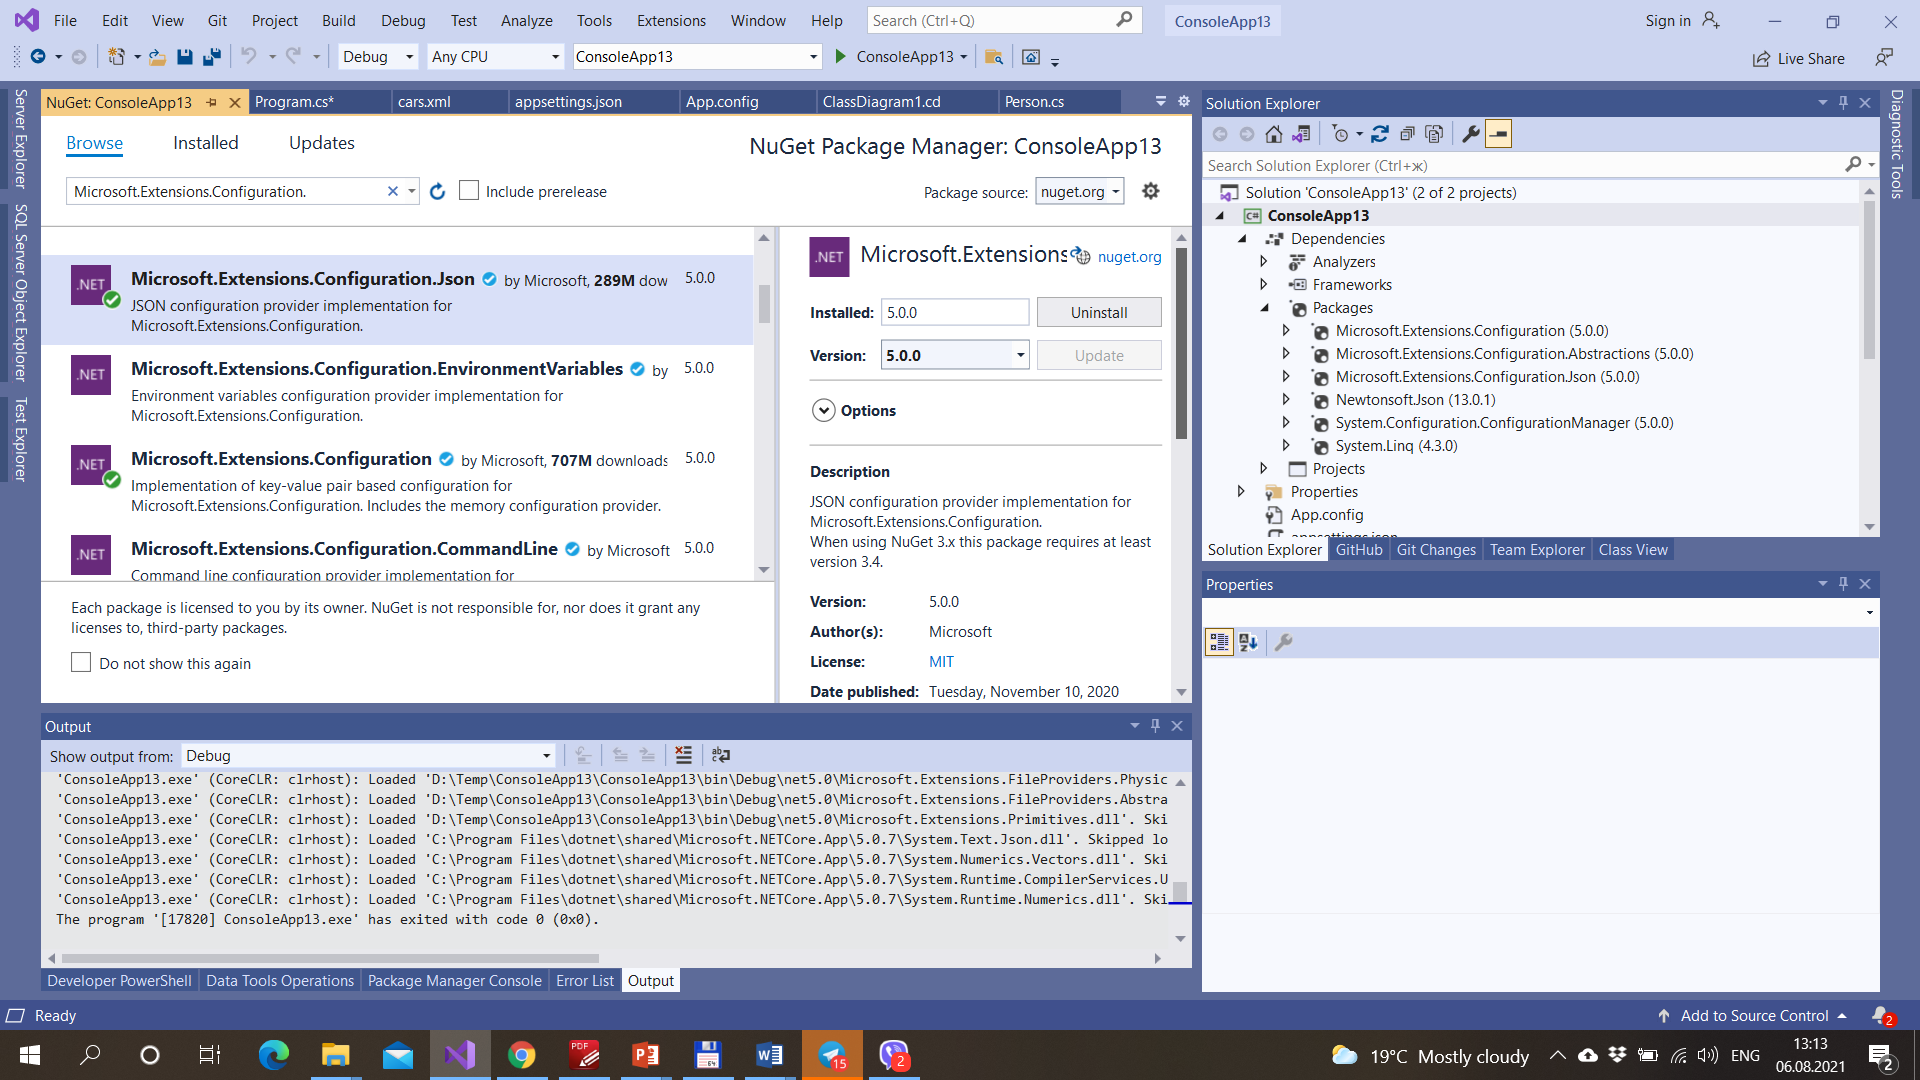 File Edit View Git Project Build Debug Test Analyze Tools Extensions Window Help Search (Ctrl+Q) ConsoleApp13 Sign in
Debug Any CPU ConsoleApp13 ConsoleApp13 Live Share
Server Explorer
SQL Server Object Explorer
Test Explorer
NuGet: ConsoleApp13 Program.cs* cars.xml appsettings.json App.config ClassDiagram1.cd Person.cs
Browse Installed Updates
NuGet Package Manager: ConsoleApp13
Microsoft.Extensions.Configuration. Include prerelease
Package source: nuget.org
.NET Microsoft.Extensions.Configuration.Json by Microsoft, 289M dow 5.0.0
JSON configuration provider implementation for
Microsoft.Extensions.Configuration.
.NET Microsoft.Extensions.Configuration.EnvironmentVariables by 5.0.0
Environment variables configuration provider implementation for
Microsoft.Extensions.Configuration.
.NET Microsoft.Extensions.Configuration by Microsoft, 707M downloads 5.0.0
Implementation of key-value pair based configuration for
Microsoft.Extensions.Configuration. Includes the memory configuration provider.
.NET Microsoft.Extensions.Configuration.CommandLine by Microsoft 5.0.0
Command line configuration provider implementation for
Each package is licensed to you by its owner. NuGet is not responsible for, nor does it grant any
licenses to, third-party packages.
Do not show this again
.NET Microsoft.Extensions nuget.org
Installed: 5.0.0 Uninstall
Version: 5.0.0 Update
Options
Description
JSON configuration provider implementation for
Microsoft.Extensions.Configuration.
When using NuGet 3.x this package requires at least
version 3.4.
Version: 5.0.0
Author(s): Microsoft
License: MIT
Date published: Tuesday, November 10, 2020
Output
Show output from: Debug
'ConsoleApp13.exe' (CoreCLR: clrhost): Loaded 'D:\Temp\ConsoleApp13\ConsoleApp13\bin\Debug\net5.0\Microsoft.Extensions.FileProviders.Physic
'ConsoleApp13.exe' (CoreCLR: clrhost): Loaded 'D:\Temp\ConsoleApp13\ConsoleApp13\bin\Debug\net5.0\Microsoft.Extensions.FileProviders.Abstra
'ConsoleApp13.exe' (CoreCLR: clrhost): Loaded 'D:\Temp\ConsoleApp13\ConsoleApp13\bin\Debug\net5.0\Microsoft.Extensions.Primitives.dll'. Ski
'ConsoleApp13.exe' (CoreCLR: clrhost): Loaded 'C:\Program Files\dotnet\shared\Microsoft.NETCore.App\5.0.7\System.Text.Json.dll'. Skipped lo
'ConsoleApp13.exe' (CoreCLR: clrhost): Loaded 'C:\Program Files\dotnet\shared\Microsoft.NETCore.App\5.0.7\System.Numerics.Vectors.dll'. Ski
'ConsoleApp13.exe' (CoreCLR: clrhost): Loaded 'C:\Program Files\dotnet\shared\Microsoft.NETCore.App\5.0.7\System.Runtime.CompilerServices.U
'ConsoleApp13.exe' (CoreCLR: clrhost): Loaded 'C:\Program Files\dotnet\shared\Microsoft.NETCore.App\5.0.7\System.Runtime.Numerics.dll'. Ski
The program '[17820] ConsoleApp13.exe' has exited with code 0 (0x0).
Developer PowerShell Data Tools Operations Package Manager Console Error List Output
Solution Explorer
Search Solution Explorer (Ctrl+ж)
Solution 'ConsoleApp13' (2 of 2 projects)
C# ConsoleApp13
Dependencies
Analyzers
Frameworks
Packages
Microsoft.Extensions.Configuration (5.0.0)
Microsoft.Extensions.Configuration.Abstractions (5.0.0)
Microsoft.Extensions.Configuration.Json (5.0.0)
Newtonsoft.Json (13.0.1)
System.Configuration.ConfigurationManager (5.0.0)
System.Linq (4.3.0)
Projects
Properties
App.config
appsettings.json
Solution Explorer GitHub Git Changes Team Explorer Class View
Properties
Diagnostic Tools
Ready Add to Source Control 2
PDF 64 15 2 19°C Mostly cloudy ENG 13:13
06.08.2021 2